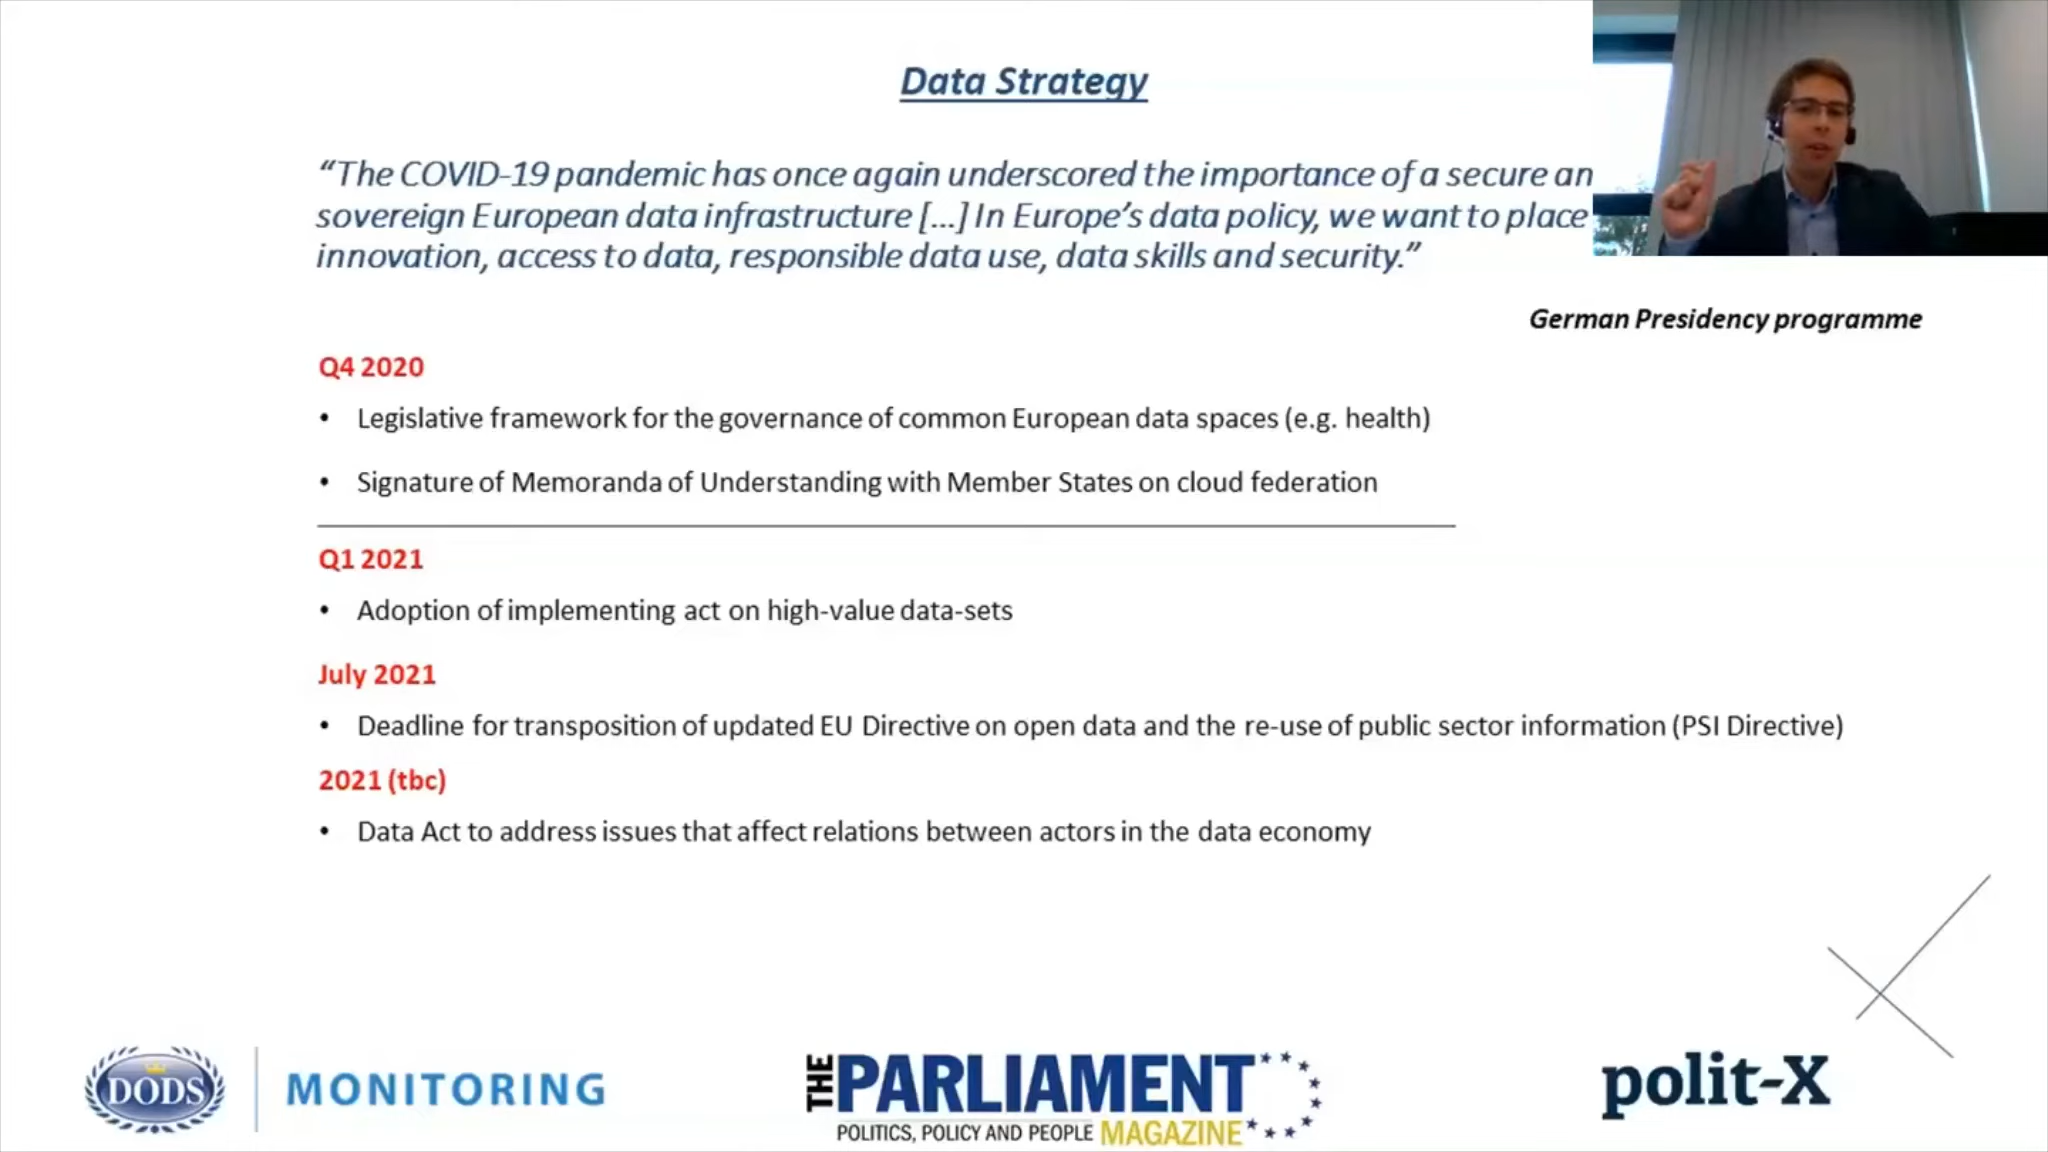 Data Strategy
“The COVID-19 pandemic has once again underscored the importance of a secure an
sovereign European data infrastructure [...] In Europe’s data policy, we want to place
innovation, access to data, responsible data use, data skills and security.”
German Presidency programme
Q4 2020
• Legislative framework for the governance of common European data spaces (e.g. health)
• Signature of Memoranda of Understanding with Member States on cloud federation
Q1 2021
• Adoption of implementing act on high-value data-sets
July 2021
• Deadline for transposition of updated EU Directive on open data and the re-use of public sector information (PSI Directive)
2021 (tbc)
• Data Act to address issues that affect relations between actors in the data economy
DODS MONITORING
THE PARLIAMENT
POLITICS, POLICY AND PEOPLE MAGAZINE
polit-X